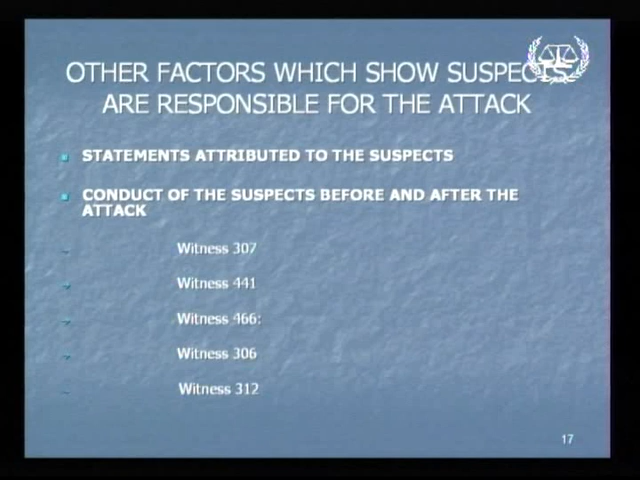 OTHER FACTORS WHICH SHOW SUSPECTS
ARE RESPONSIBLE FOR THE ATTACK
STATEMENTS ATTRIBUTED TO THE SUSPECTS
CONDUCT OF THE SUSPECTS BEFORE AND AFTER THE
ATTACK
Witness 307
Witness 441
Witness 466:
Witness 306
Witness 312
17